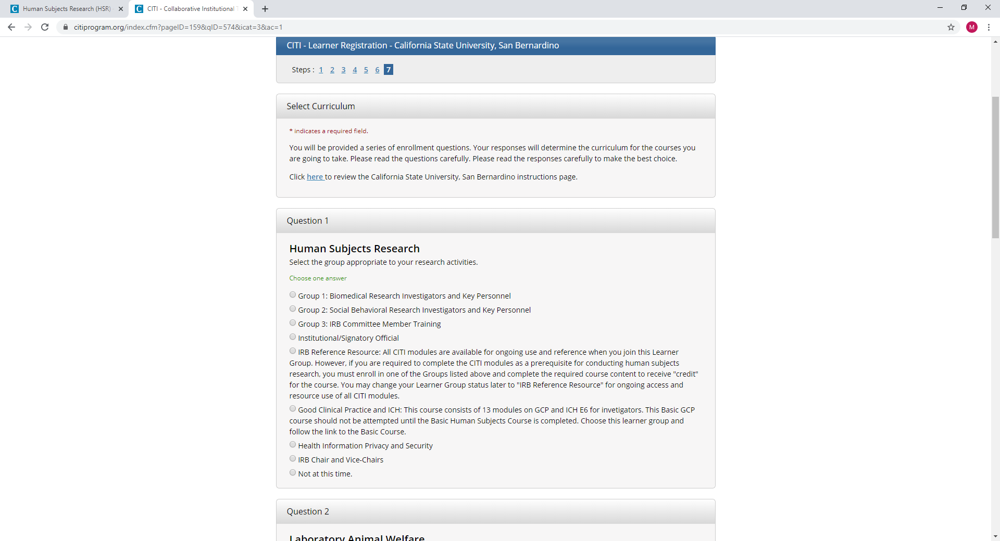 Human Subjects Research (HSR)
CITI - Collaborative Institutional
citiprogram.org/index.cfm?pageID=159&qID=574&icat=3&ac=1
M
CITI - Learner Registration - California State University, San Bernardino
Steps : 1 2 3 4 5 6 7
Select Curriculum
* indicates a required field.
You will be provided a series of enrollment questions. Your responses will determine the curriculum for the courses you
are going to take. Please read the questions carefully. Please read the responses carefully to make the best choice.
Click here to review the California State University, San Bernardino instructions page.
Question 1
Human Subjects Research
Select the group appropriate to your research activities.
Choose one answer
Group 1: Biomedical Research Investigators and Key Personnel
Group 2: Social Behavioral Research Investigators and Key Personnel
Group 3: IRB Committee Member Training
Institutional/Signatory Official
IRB Reference Resource: All CITI modules are available for ongoing use and reference when you join this Learner
Group. However, if you are required to complete the CITI modules as a prerequisite for conducting human subjects
research, you must enroll in one of the Groups listed above and complete the required course content to receive "credit"
for the course. You may change your Learner Group status later to "IRB Reference Resource" for ongoing access and
resource use of all CITI modules.
Good Clinical Practice and ICH: This course consists of 13 modules on GCP and ICH E6 for invetigators. This Basic GCP
course should not be attempted until the Basic Human Subjects Course is completed. Choose this learner group and
follow the link to the Basic Course.
Health Information Privacy and Security
IRB Chair and Vice-Chairs
Not at this time.
Question 2
Laboratory Animal Welfare